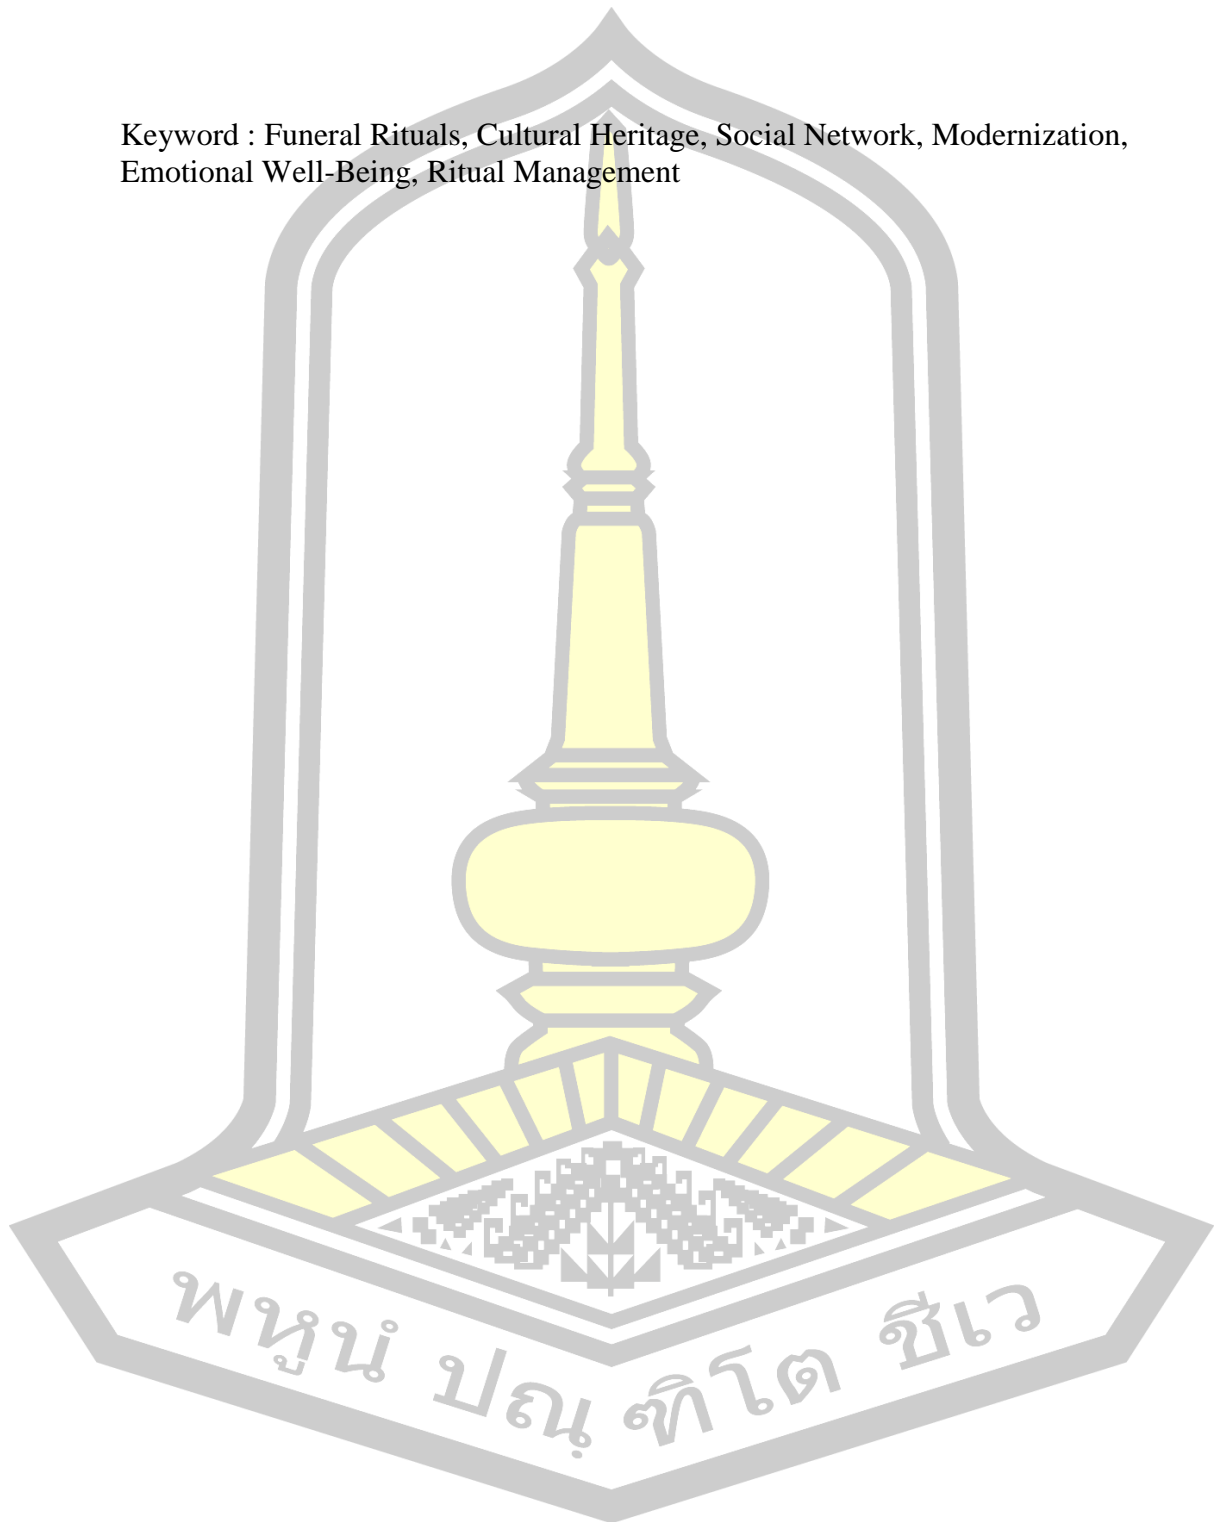 Keyword : Funeral Rituals, Cultural Heritage, Social Network, Modernization,
Emotional Well-Being, Ritual Management
พหูนํ ปณฺฑิโต ชีเว